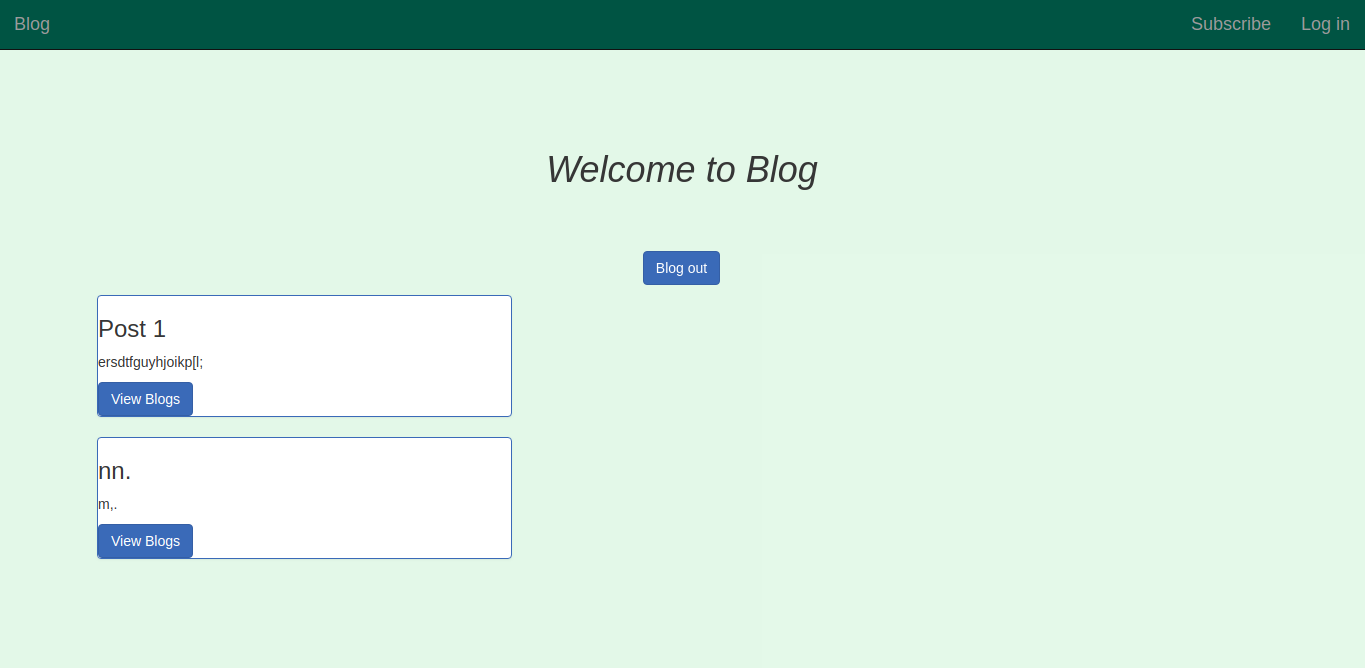 Blog Subscribe Log in
Welcome to Blog
Blog out
Post 1
ersdtfguyhjoikp[l;
View Blogs
nn.
m,.
View Blogs